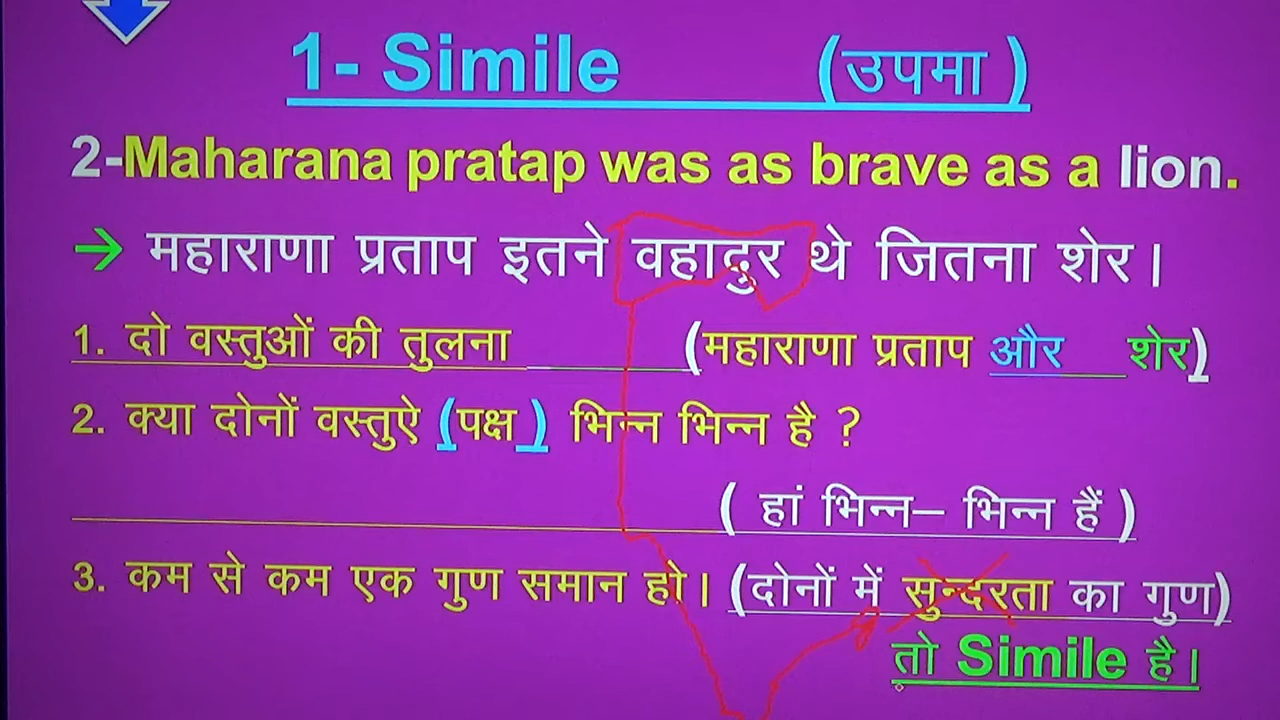 1- Simile (उपमा )
2-Maharana pratap was as brave as a lion.
→ महाराणा प्रताप इतने वहादुर थे जितना शेर।
1. दो वस्तुओं की तुलना (महाराणा प्रताप और शेर)
2. क्या दोनों वस्तुऐ (पक्ष ) भिन्न भिन्न है ?
( हां भिन्न– भिन्न हैं )
3. कम से कम एक गुण समान हो। (दोनों में सुन्दरता का गुण)
तो Simile है।